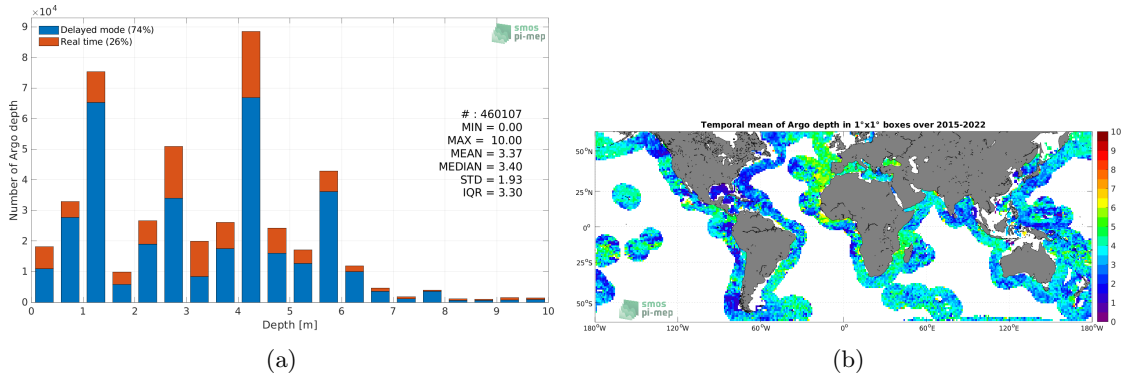 ×10⁴
9
8
7
6
5
4
3
2
1
0
Number of Argo depth
Delayed mode (74%)
Real time (26%)
smos
pi-mep
# : 460107
MIN = 0.00
MAX = 10.00
MEAN = 3.37
MEDIAN = 3.40
STD = 1.93
IQR = 3.30
0 1 2 3 4 5 6 7 8 9 10
Depth [m]
(a)
Temporal mean of Argo depth in 1°x1° boxes over 2015-2022
50°N
25°N
0°
25°S
50°S
smos
pi-mep
180°W 120°W 60°W 0° 60°E 120°E 180°W
10
9
8
7
6
5
4
3
2
1
0
(b)